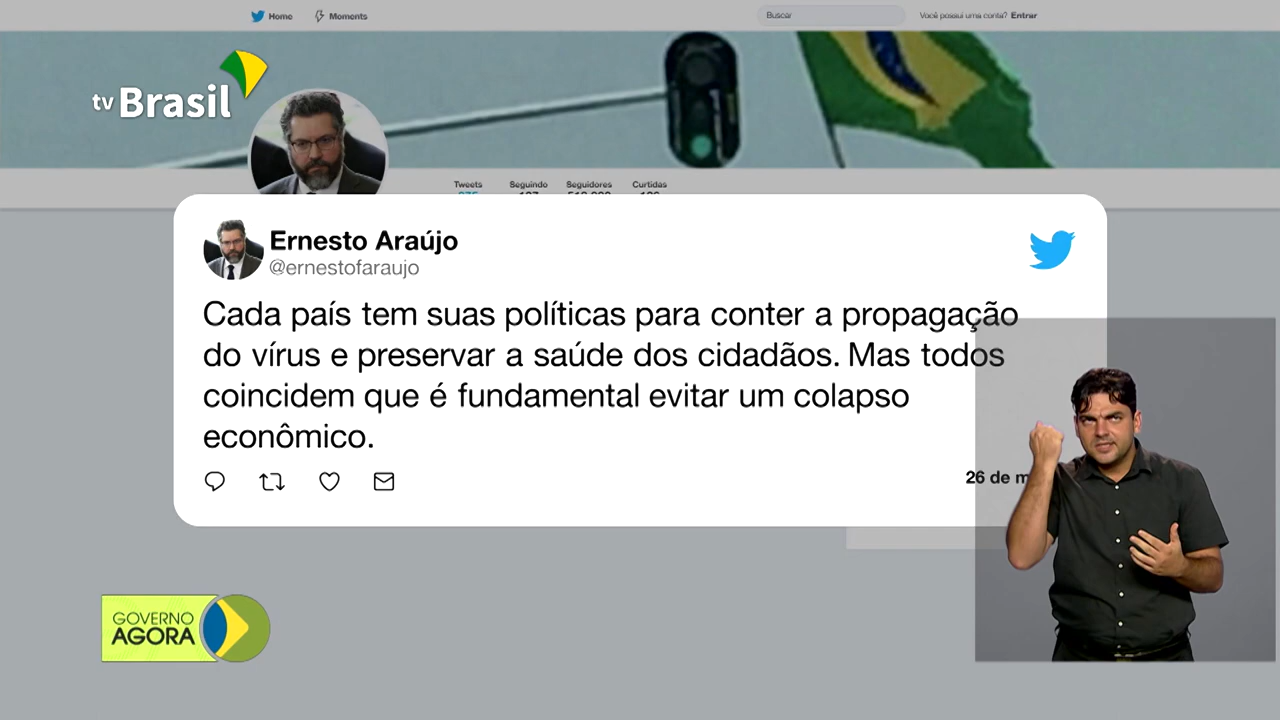 Home Moments Buscar Você possui uma conta? Entrar
tv Brasil
Tweets Seguindo Seguidores Curtidas
Ernesto Araújo
@ernestofaraujo
Cada país tem suas políticas para conter a propagação
do vírus e preservar a saúde dos cidadãos. Mas todos
coincidem que é fundamental evitar um colapso
econômico.
26 de
GOVERNO
AGORA